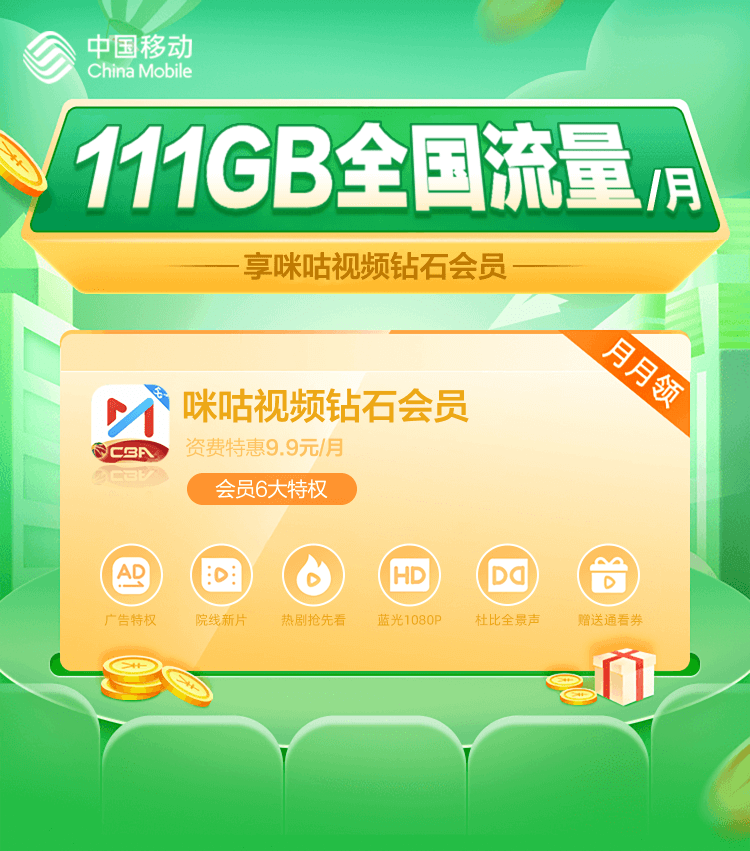 中国移动
China Mobile
111GB全国流量/月
享咪咕视频钻石会员
月月领
5G
CBA
咪咕视频钻石会员
资费特惠9.9元/月
会员6大特权
AD
HD
广告特权
院线新片
热剧抢先看
蓝光1080P
杜比全景声
赠送通看券